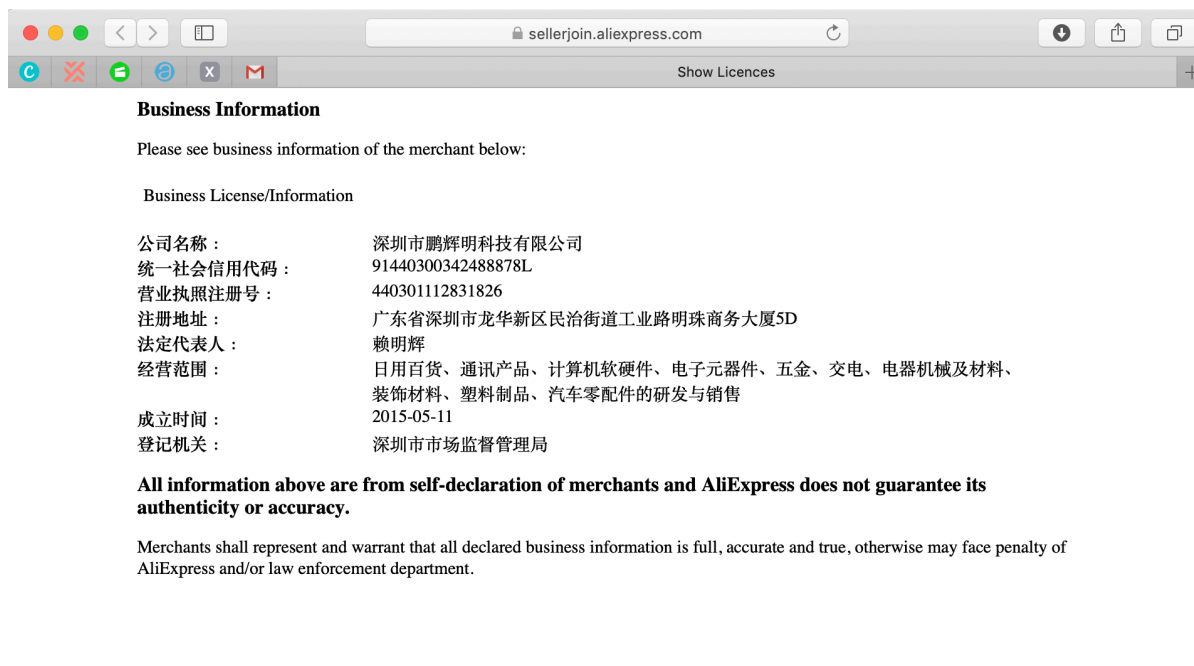 sellerjoin.aliexpress.com
C
X
Show Licences
Business Information
Please see business information of the merchant below:
Business License/Information
公司名称： 深圳市鹏辉明科技有限公司
统一社会信用代码： 91440300342488878L
营业执照注册号： 440301112831826
注册地址： 广东省深圳市龙华新区民治街道工业路明珠商务大厦5D
法定代表人： 赖明辉
经营范围： 日用百货、通讯产品、计算机软硬件、电子元器件、五金、交电、电器机械及材料、
装饰材料、塑料制品、汽车零配件的研发与销售
成立时间： 2015-05-11
登记机关： 深圳市市场监督管理局
All information above are from self-declaration of merchants and AliExpress does not guarantee its
authenticity or accuracy.
Merchants shall represent and warrant that all declared business information is full, accurate and true, otherwise may face penalty of
AliExpress and/or law enforcement department.